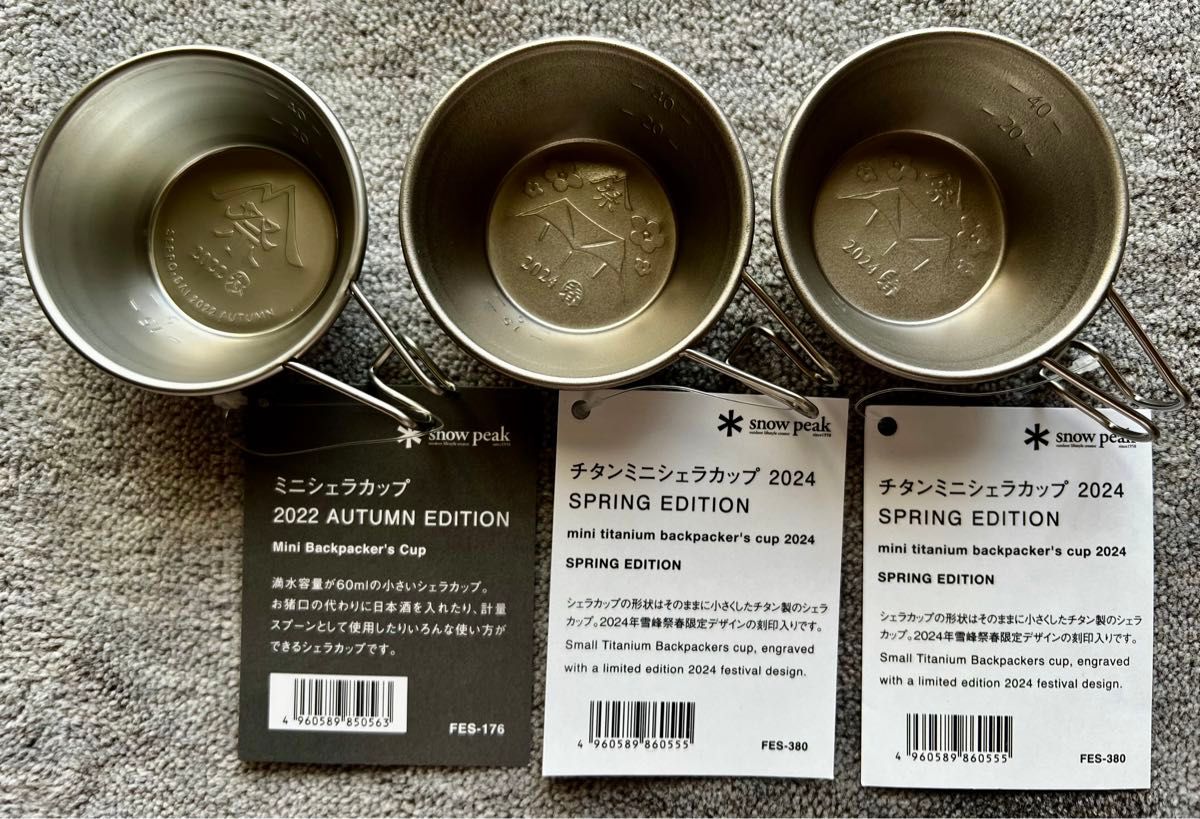 祭
2022 秋
SEPPO-SAI 2022 AUTUMN
40
20
祭
2024 春
40
20
祭
2024 春
snow peak
ミニシェラカップ
2022 AUTUMN EDITION
Mini Backpacker's Cup
満水容量が60mlの小さいシェラカップ。
お猪口の代わりに日本酒を入れたり、計量
スプーンとして使用したりいろんな使い方が
できるシェラカップです。
4 960589 850563
FES-176
snow peak
outdoor lifestyle creator
since1958
チタンミニシェラカップ 2024
SPRING EDITION
mini titanium backpacker's cup 2024
SPRING EDITION
シェラカップの形状はそのままに小さくしたチタン製のシェラ
カップ。2024年雪峰祭春限定デザインの刻印入りです。
Small Titanium Backpackers cup, engraved
with a limited edition 2024 festival design.
4 960589 860555
FES-380
snow peak
outdoor lifestyle creator
since1958
チタンミニシェラカップ 2024
SPRING EDITION
mini titanium backpacker's cup 2024
SPRING EDITION
シェラカップの形状はそのままに小さくしたチタン製のシェラ
カップ。2024年雪峰祭春限定デザインの刻印入りです。
Small Titanium Backpackers cup, engraved
with a limited edition 2024 festival design.
4 960589 860555
FES-380